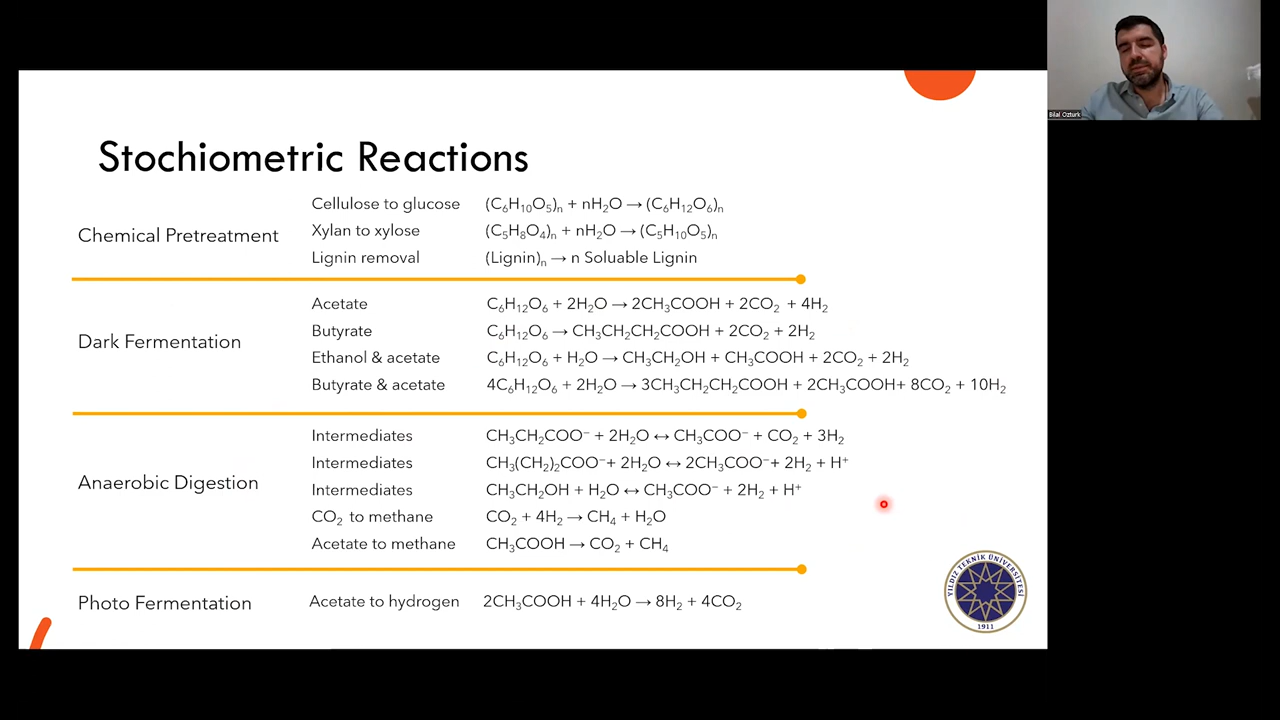 Bilal Ozturk
Stochiometric Reactions
Chemical Pretreatment
Cellulose to glucose (C₆H₁₀O₅)ₙ + nH₂O → (C₆H₁₂O₆)ₙ
Xylan to xylose (C₅H₈O₄)ₙ + nH₂O → (C₅H₁₀O₅)ₙ
Lignin removal (Lignin)ₙ → n Soluable Lignin
Dark Fermentation
Acetate C₆H₁₂O₆ + 2H₂O → 2CH₃COOH + 2CO₂ + 4H₂
Butyrate C₆H₁₂O₆ → CH₃CH₂CH₂COOH + 2CO₂ + 2H₂
Ethanol & acetate C₆H₁₂O₆ + H₂O → CH₃CH₂OH + CH₃COOH + 2CO₂ + 2H₂
Butyrate & acetate 4C₆H₁₂O₆ + 2H₂O → 3CH₃CH₂CH₂COOH + 2CH₃COOH+ 8CO₂ + 10H₂
Anaerobic Digestion
Intermediates CH₃CH₂COO⁻ + 2H₂O ↔ CH₃COO⁻ + CO₂ + 3H₂
Intermediates CH₃(CH₂)₂COO⁻+ 2H₂O ↔ 2CH₃COO⁻+ 2H₂ + H⁺
Intermediates CH₃CH₂OH + H₂O ↔ CH₃COO⁻ + 2H₂ + H⁺
CO₂ to methane CO₂ + 4H₂ → CH₄ + H₂O
Acetate to methane CH₃COOH → CO₂ + CH₄
Photo Fermentation
Acetate to hydrogen 2CH₃COOH + 4H₂O → 8H₂ + 4CO₂
YILDIZ TEKNİK ÜNİVERSİTESİ
1911